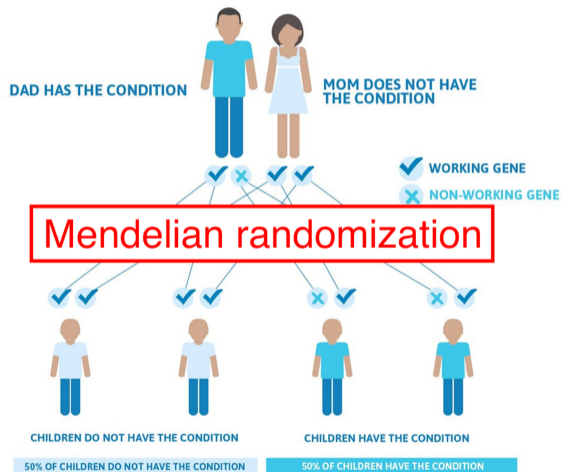 DAD HAS THE CONDITION
MOM DOES NOT HAVE
THE CONDITION
WORKING GENE
NON-WORKING GENE
Mendelian randomization
CHILDREN DO NOT HAVE THE CONDITION
CHILDREN HAVE THE CONDITION
50% OF CHILDREN DO NOT HAVE THE CONDITION
50% OF CHILDREN HAVE THE CONDITION